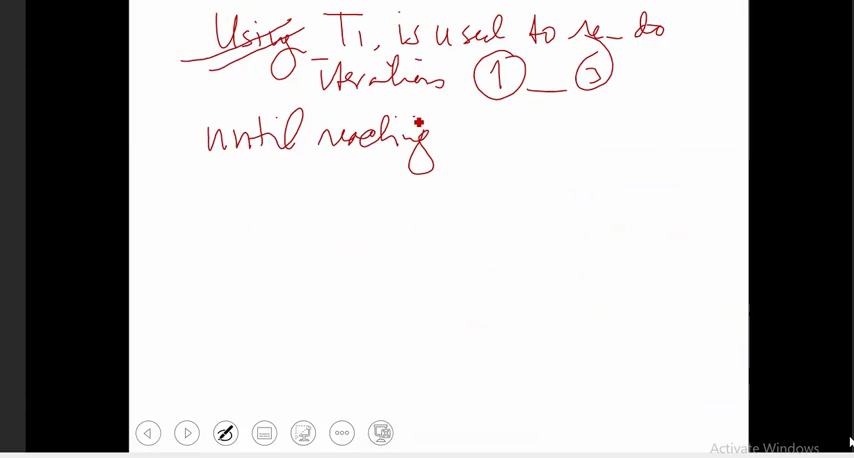 Using T1, is used to re-do
iterations ① — ③
until reaching
Activate Windows